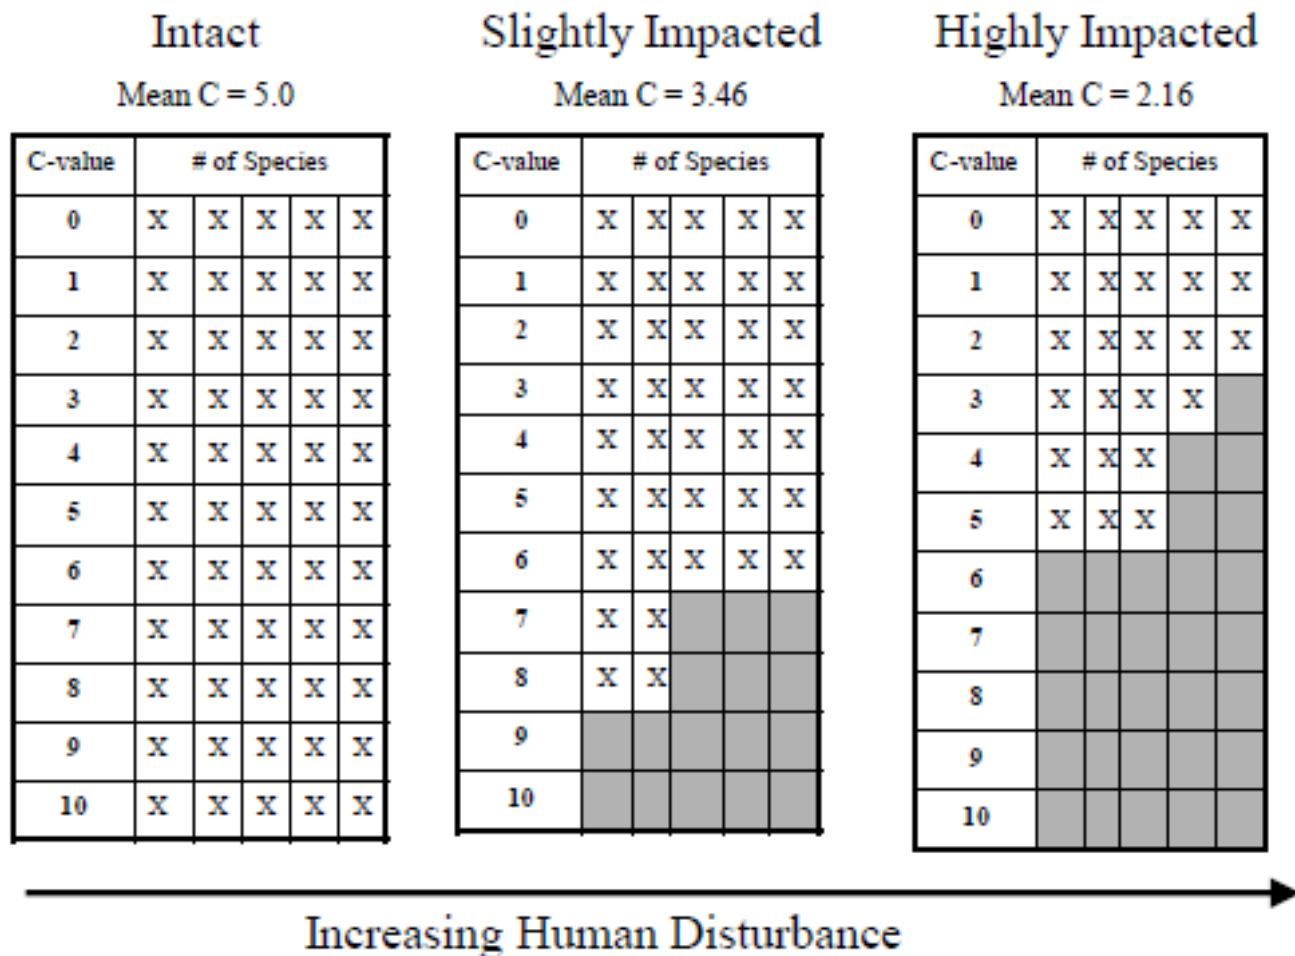 Intact
Mean C = 5.0
C-value # of Species
0 X X X X X
1 X X X X X
2 X X X X X
3 X X X X X
4 X X X X X
5 X X X X X
6 X X X X X
7 X X X X X
8 X X X X X
9 X X X X X
10 X X X X X
Slightly Impacted
Mean C = 3.46
C-value # of Species
0 X X X X X
1 X X X X X
2 X X X X X
3 X X X X X
4 X X X X X
5 X X X X X
6 X X X X X
7 X X
8 X X
9
10
Highly Impacted
Mean C = 2.16
C-value # of Species
0 X X X X X
1 X X X X X
2 X X X X X
3 X X X X
4 X X X
5 X X X
6
7
8
9
10
Increasing Human Disturbance